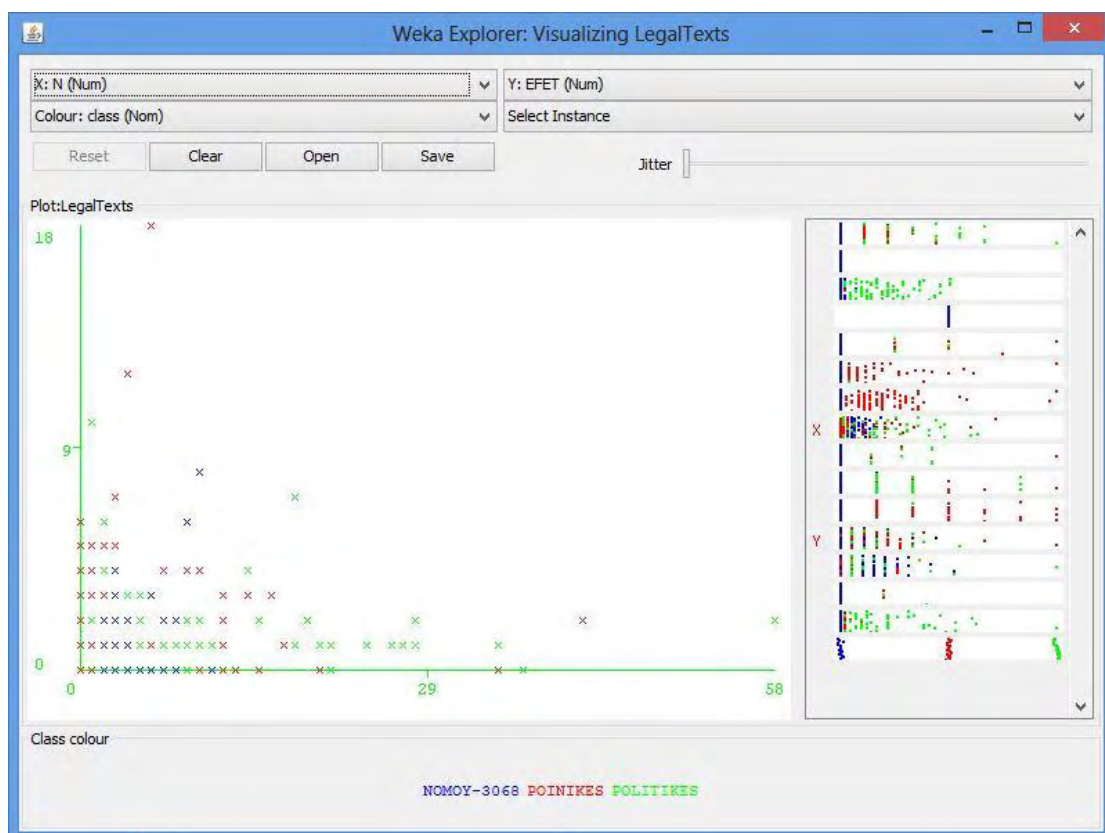 Weka Explorer: Visualizing LegalTexts
X: N (Num)
Y: EFET (Num)
Colour: class (Nom)
Select Instance
Reset Clear Open Save
Jitter
Plot:LegalTexts
18
9
0
0 29 58
X
Y
Class colour
NOMOY-3068 POINIKES POLITIKES